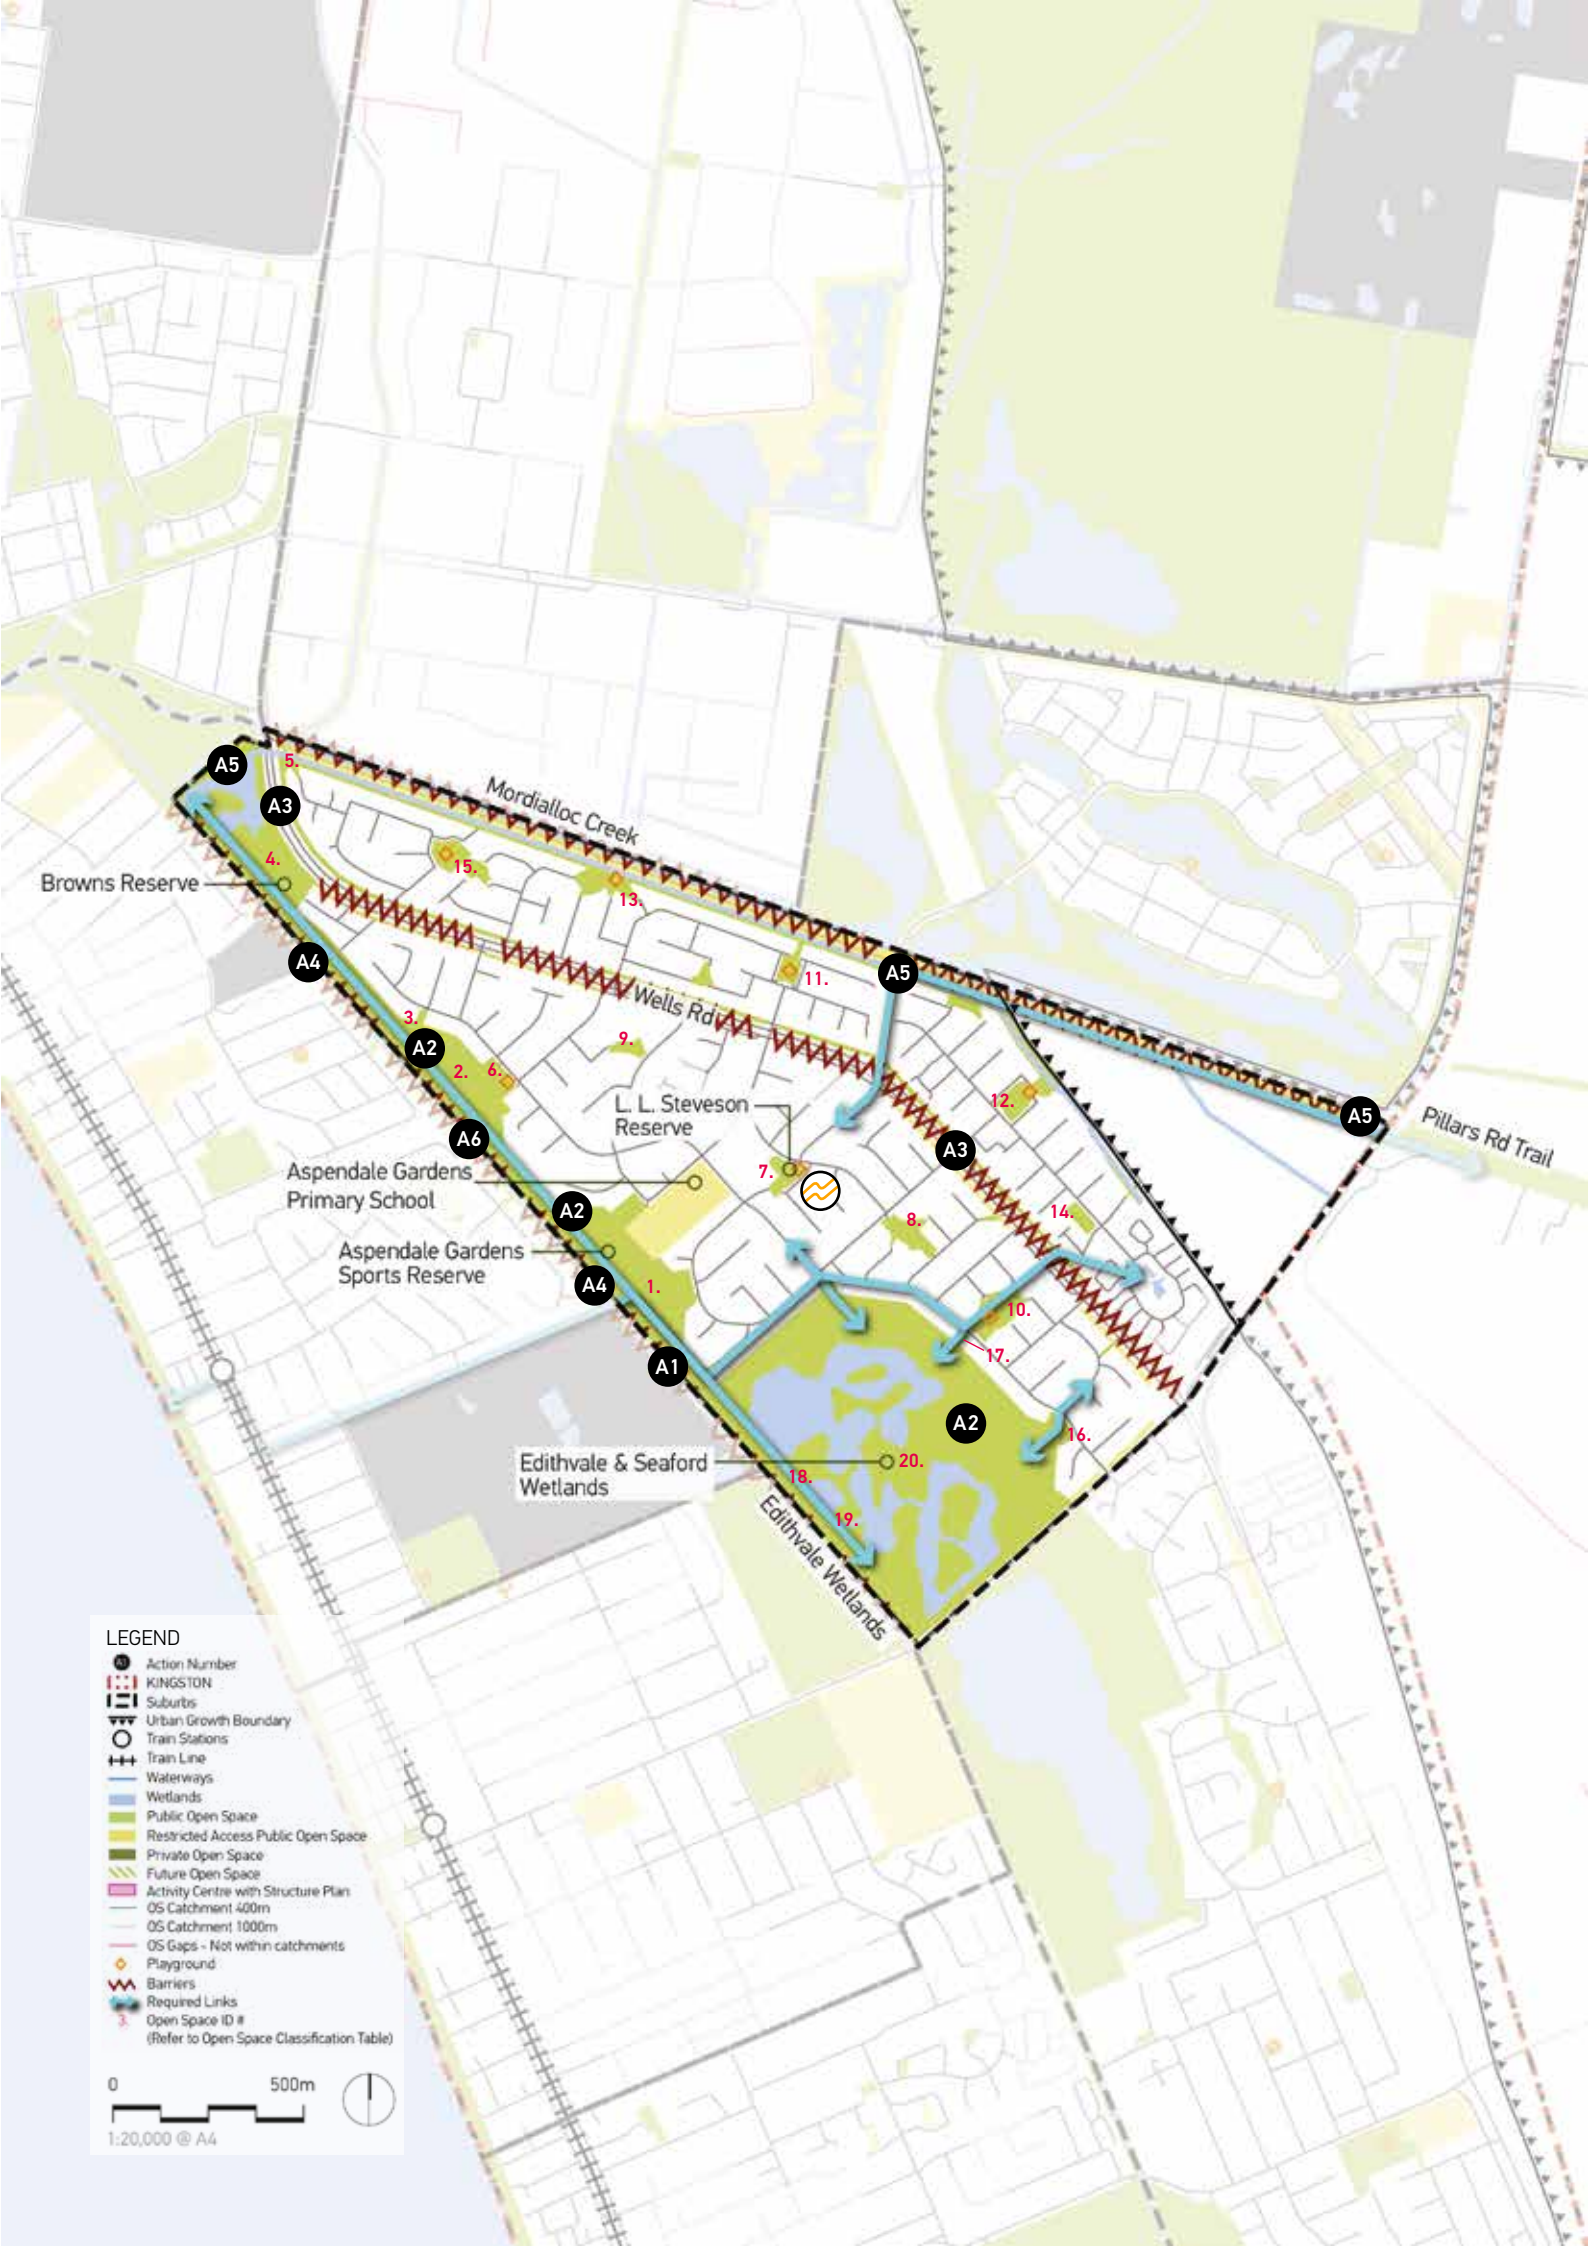 A5
5.
A3
Mordialloc Creek
4.
15.
Browns Reserve
13.
A4
A5
11.
Wells Rd
3.
A2
9.
2.
6.
12.
L. L. Steveson
Reserve
A5
Pillars Rd Trail
A6
A3
Aspendale Gardens
Primary School
7.
A2
14.
8.
Aspendale Gardens
Sports Reserve
A4
1.
10.
A1
17.
A2
16.
Edithvale & Seaford
Wetlands
20.
18.
19.
Edithvale Wetlands
LEGEND
Action Number
KINGSTON
Suburbs
Urban Growth Boundary
Train Stations
Train Line
Waterways
Wetlands
Public Open Space
Restricted Access Public Open Space
Private Open Space
Future Open Space
Activity Centre with Structure Plan
OS Catchment 400m
OS Catchment 1000m
OS Gaps - Not within catchments
Playground
Barriers
Required Links
3. Open Space ID #
(Refer to Open Space Classification Table)
0 500m
1:20,000 @ A4